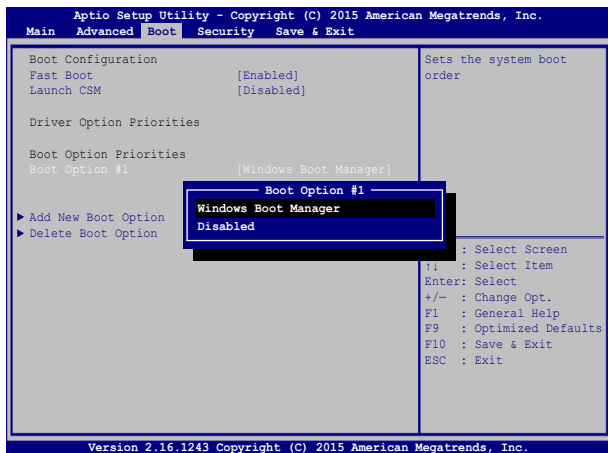 Aptio Setup Utility - Copyright (C) 2015 American Megatrends, Inc.
Main Advanced Boot Security Save & Exit
Boot Configuration
Fast Boot [Enabled]
Launch CSM [Disabled]
Driver Option Priorities
Boot Option Priorities
Boot Option #1 [Windows Boot Manager]
Add New Boot Option
Delete Boot Option
Boot Option #1
Windows Boot Manager
Disabled
Sets the system boot
order
: Select Screen
↑↓ : Select Item
Enter: Select
+/— : Change Opt.
F1 : General Help
F9 : Optimized Defaults
F10 : Save & Exit
ESC : Exit
Version 2.16.1243 Copyright (C) 2015 American Megatrends, Inc.